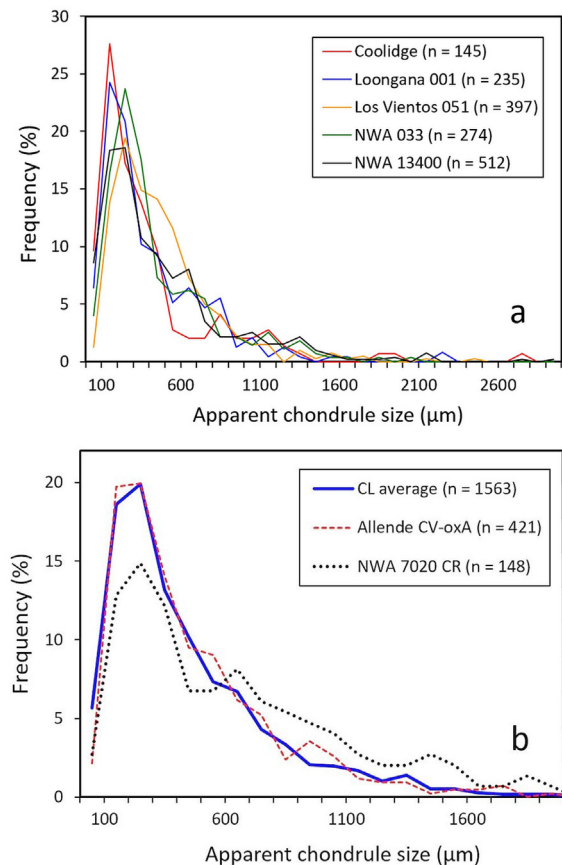 30
25
20
15
10
5
0
Frequency (%)
Coolidge (n = 145)
Loongana 001 (n = 235)
Los Vientos 051 (n = 397)
NWA 033 (n = 274)
NWA 13400 (n = 512)
a
100 600 1100 1600 2100 2600
Apparent chondrule size (μm)
20
15
10
5
0
Frequency (%)
CL average (n = 1563)
Allende CV-oxA (n = 421)
NWA 7020 CR (n = 148)
b
100 600 1100 1600
Apparent chondrule size (μm)